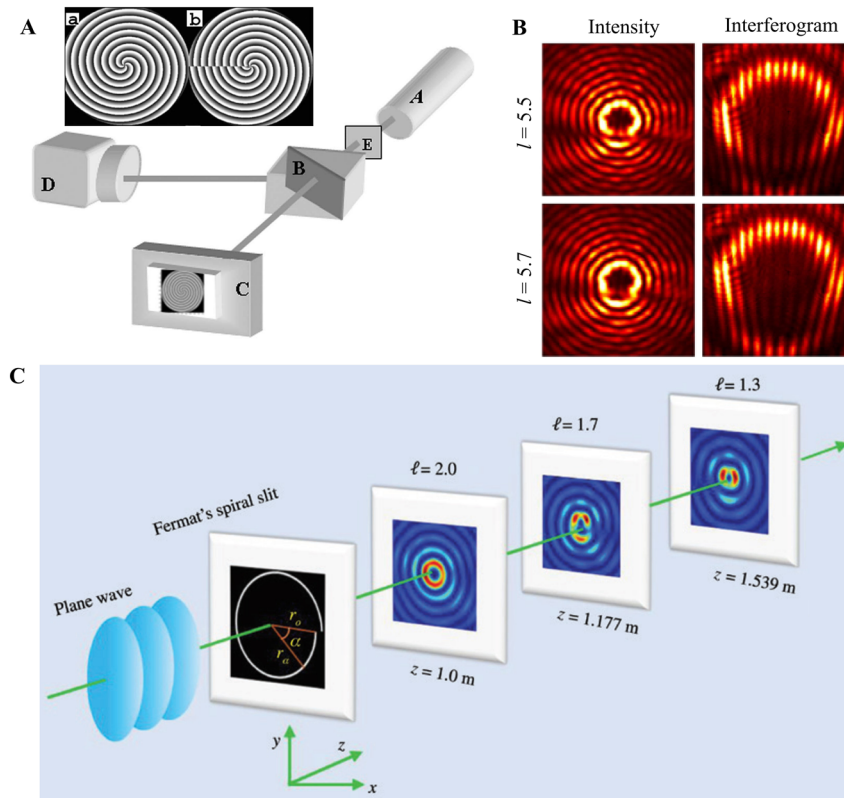 A
a
b
A
E
B
D
C
B
Intensity
Interferogram
l = 5.5
l = 5.7
C
Plane wave
Fermat's spiral slit
r₀
α
rα
ℓ= 2.0
z = 1.0 m
ℓ= 1.7
z = 1.177 m
ℓ= 1.3
z = 1.539 m
y
z
x